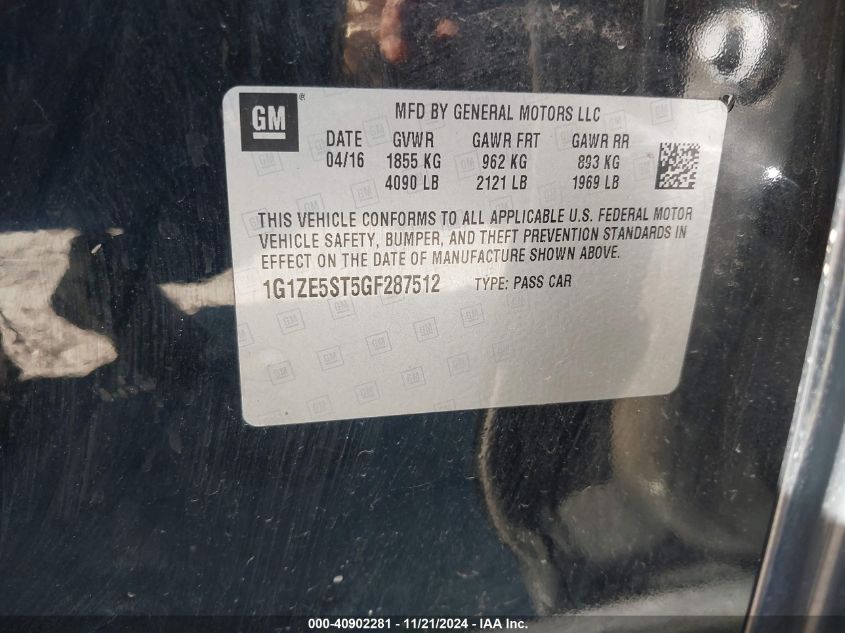 GM ®
MFD BY GENERAL MOTORS LLC
DATE GVWR GAWR FRT GAWR RR
04/16 1855 KG 962 KG 893 KG
4090 LB 2121 LB 1969 LB
THIS VEHICLE CONFORMS TO ALL APPLICABLE U.S. FEDERAL MOTOR
VEHICLE SAFETY, BUMPER, AND THEFT PREVENTION STANDARDS IN
EFFECT ON THE DATE OF MANUFACTURE SHOWN ABOVE.
1G1ZE5ST5GF287512 TYPE: PASS CAR
000-40902281 - 11/21/2024 - IAA Inc.